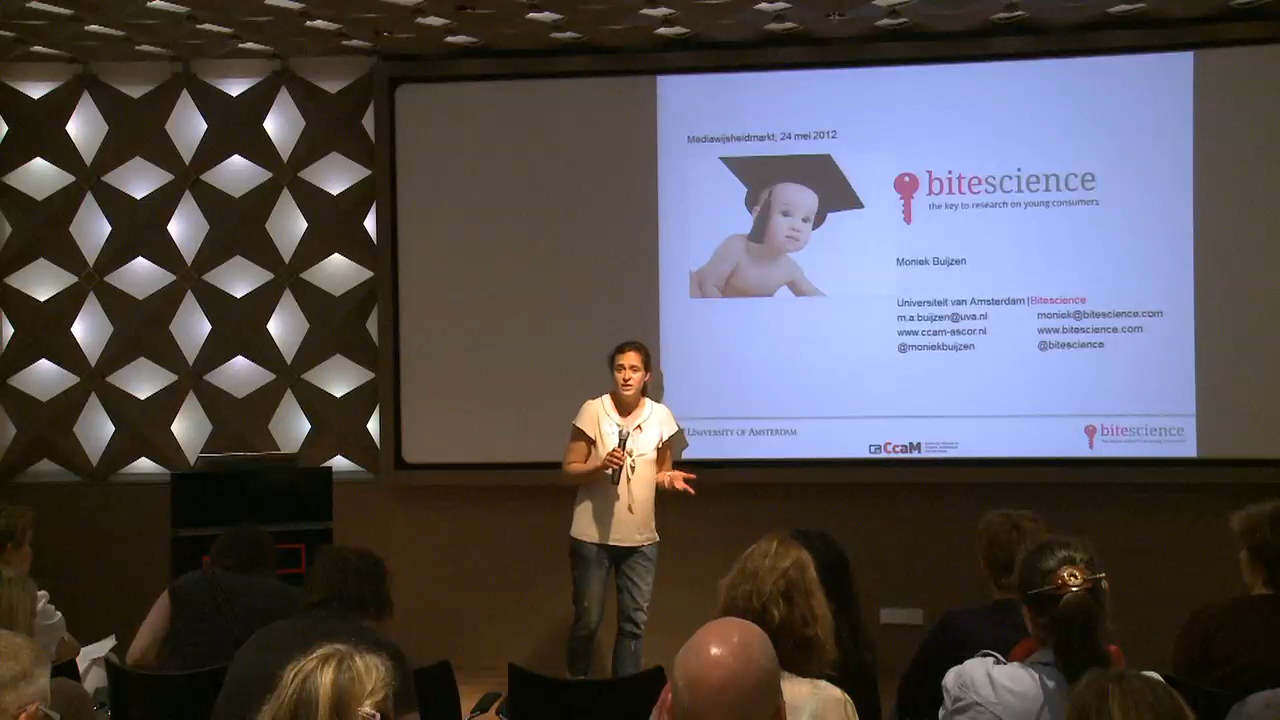 Mediawijsheidmarkt, 24 mei 2012
bitescience
the key to research on young consumers
Moniek Buijzen
Universiteit van Amsterdam | Bitescience
m.a.buijzen@uva.nl moniek@bitescience.com
www.ccam-ascor.nl www.bitescience.com
@moniekbuijzen @bitescience
UNIVERSITY OF AMSTERDAM
CcaM
bitescience